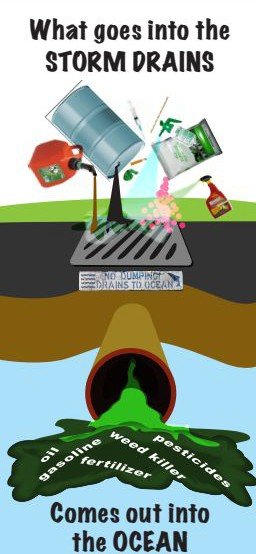 What goes into the
STORM DRAINS
NO DUMPING!
DRAINS TO OCEAN
oil
gasoline
weed killer
pesticides
fertilizer
Comes out into
the OCEAN